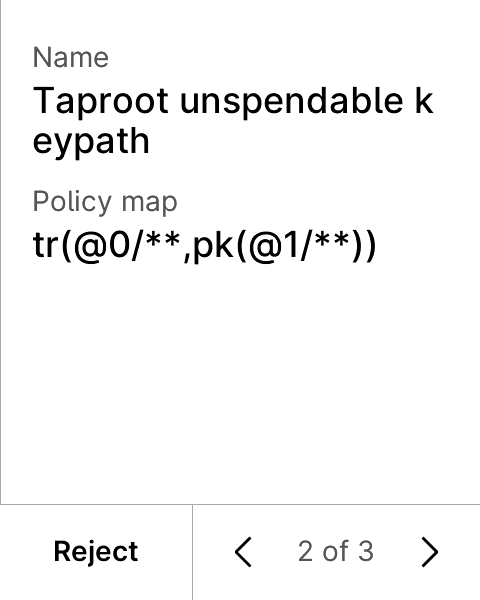 Name
Taproot unspendable k
eypath
Policy map
tr(@0/**,pk(@1/**))
Reject
2 of 3